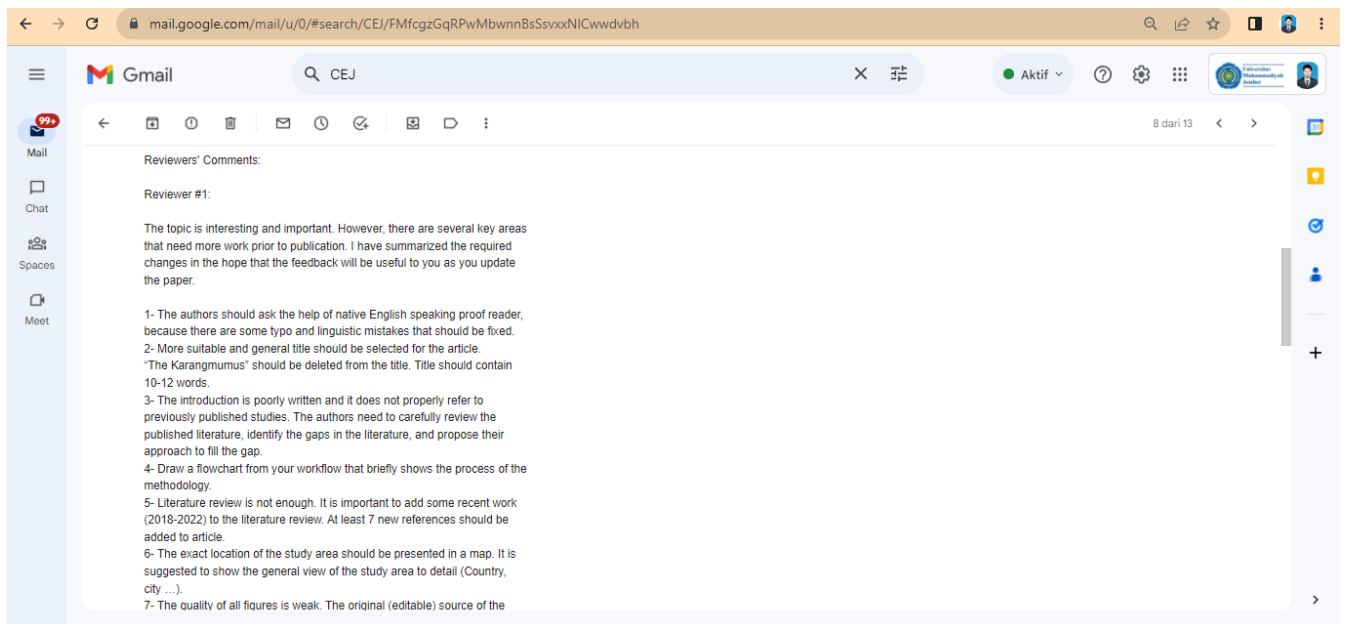 mail.google.com/mail/u/0/#search/CEJ/FMfcgzGqRPwMbwnnBsSsvxxNlCwwdvbh
Gmail
CEJ
Aktif
Universitas
Muhammadiyah
Jember
99+
Mail
Chat
Spaces
Meet
8 dari 13
31
Reviewers' Comments:
Reviewer #1:
The topic is interesting and important. However, there are several key areas
that need more work prior to publication. I have summarized the required
changes in the hope that the feedback will be useful to you as you update
the paper.
1- The authors should ask the help of native English speaking proof reader,
because there are some typo and linguistic mistakes that should be fixed.
2- More suitable and general title should be selected for the article.
“The Karangmumus” should be deleted from the title. Title should contain
10-12 words.
3- The introduction is poorly written and it does not properly refer to
previously published studies. The authors need to carefully review the
published literature, identify the gaps in the literature, and propose their
approach to fill the gap.
4- Draw a flowchart from your workflow that briefly shows the process of the
methodology.
5- Literature review is not enough. It is important to add some recent work
(2018-2022) to the literature review. At least 7 new references should be
added to article.
6- The exact location of the study area should be presented in a map. It is
suggested to show the general view of the study area to detail (Country,
city ...).
7- The quality of all figures is weak. The original (editable) source of the